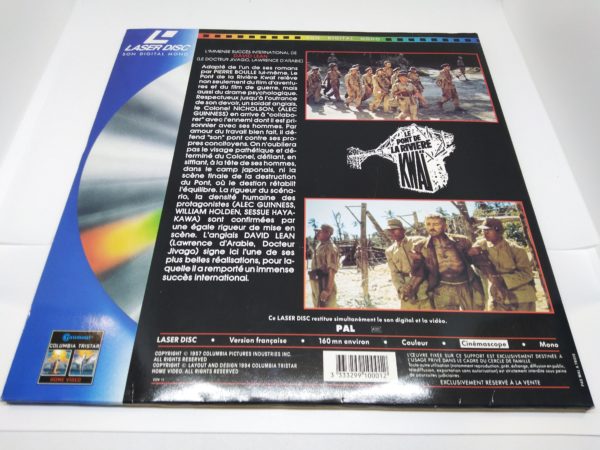 LASER DISC
SON DIGITAL MONO
SON DIGITAL MONO
L'IMMENSE SUCCÈS INTERNATIONAL DE
DAVID LEAN
(LE DOCTEUR JIVAGO, LAWRENCE D'ARABIE)
Adapté de l'un de ses romans
par PIERRE BOULLE lui-même, Le
Pont de la Rivière Kwaï relève
non seulement du film d'aventu-
res et du film de guerre, mais
aussi du drame psychologique.
Respectueux jusqu'à l'outrance
de son devoir, un soldat anglais,
le Colonel NICHOLSON, (ALEC
GUINNESS) en arrive à "collabo-
rer" avec l'ennemi dont il est pri-
sonnier avec ses hommes. Par
amour du travail bien fait, il dé-
fend "son" pont contre ses pro-
pres concitoyens. On n'oubliera
pas le visage pathétique et dé-
terminé du Colonel, défilant, en
sifflant, à la tête de ses hommes,
dans le camp japonais, ni la
scène finale de la destruction
du Pont, où le destin rétablit
l'équilibre. La rigueur du scéna-
rio, la densité humaine des
protagonistes (ALEC GUINNESS,
WILLIAM HOLDEN, SESSUE HAYA-
KAWA) sont confirmées par
une égale rigueur de mise en
scène. L'anglais DAVID LEAN
(Lawrence d'Arabie, Docteur
Jivago) signe ici l'une de ses
plus belles réalisations, pour la-
quelle il a remporté un immense
succès international.
LE
PONT DE
LA RIVIERE
KWAI
Ce LASER DISC restitue simultanément le son digital et la vidéo.
PAL
LASER DISC • Version française • 160 mn environ • Couleur • Cinémascope • Mono
COPYRIGHT © 1957 COLUMBIA PICTURES INDUSTRIES INC.
ALL RIGHTS RESERVED
COPYRIGHT © LAYOUT AND DESIGN 1994 COLUMBIA TRISTAR
HOME VIDEO. ALL RIGHTS RESERVED
3 333299 100012
L'ŒUVRE FIXÉE SUR CE SUPPORT EST EXCLUSIVEMENT DESTINÉE À
L'USAGE PRIVÉ DANS LE CADRE DU CERCLE DE FAMILLE
EXCLUSIVEMENT RÉSERVÉ À LA VENTE
Gaumont
COLUMBIA TRISTAR
HOME VIDEO